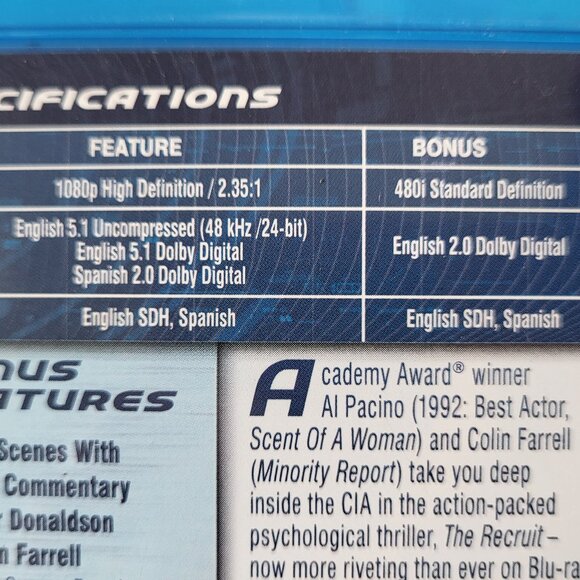 CIFICATIONS
FEATURE BONUS
1080p High Definition / 2.35:1 480i Standard Definition
English 5.1 Uncompressed (48 kHz /24-bit)
English 5.1 Dolby Digital
Spanish 2.0 Dolby Digital
English 2.0 Dolby Digital
English SDH, Spanish English SDH, Spanish
NUS
ATURES
Scenes With
Commentary
r Donaldson
n Farrell
Academy Award® winner
Al Pacino (1992: Best Actor,
Scent Of A Woman) and Colin Farrell
(Minority Report) take you deep
inside the CIA in the action-packed
psychological thriller, The Recruit –
now more riveting than ever on Blu-ra